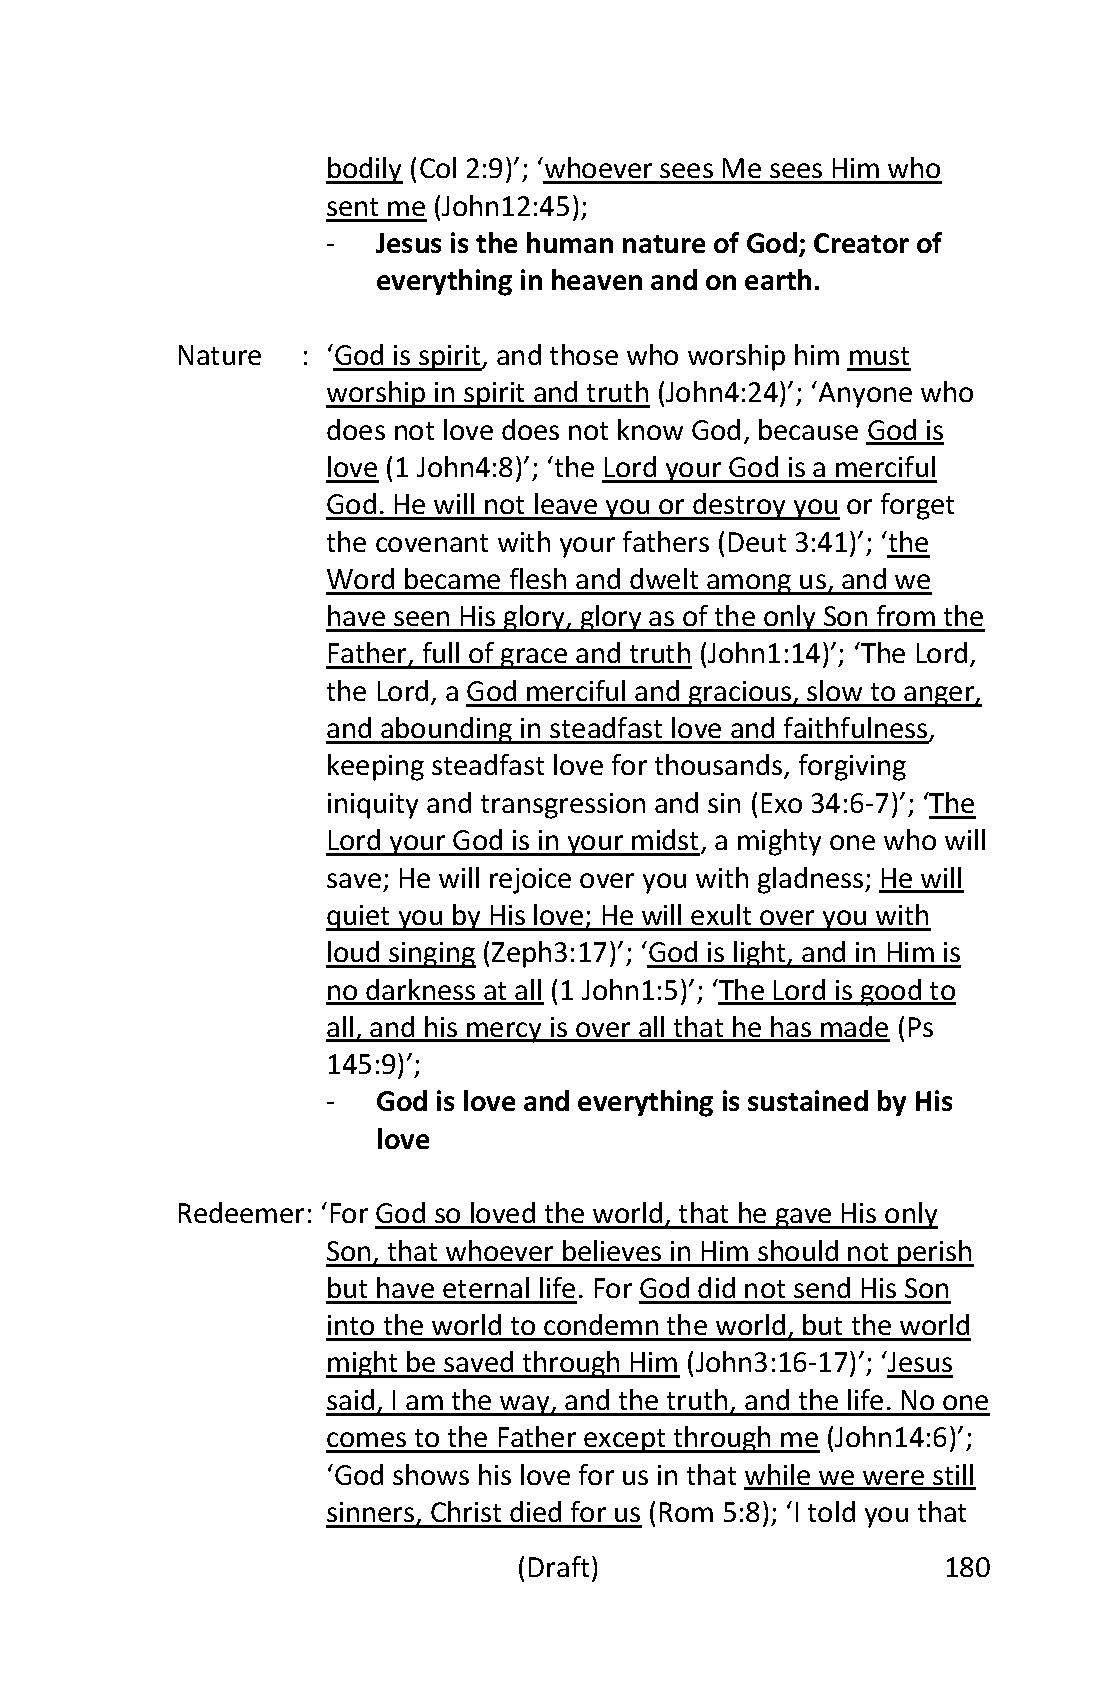 bodily (Col 2:9)’; ‘whoever sees Me sees Him who
sent me (John12:45);
- Jesus is the human nature of God; Creator of
everything in heaven and on earth.
Nature : ‘God is spirit, and those who worship him must
worship in spirit and truth (John4:24)’; ‘Anyone who
does not love does not know God, because God is
love (1 John4:8)’; ‘the Lord your God is a merciful
God. He will not leave you or destroy you or forget
the covenant with your fathers (Deut 3:41)’; ‘the
Word became flesh and dwelt among us, and we
have seen His glory, glory as of the only Son from the
Father, full of grace and truth (John1:14)’; ‘The Lord,
the Lord, a God merciful and gracious, slow to anger,
and abounding in steadfast love and faithfulness,
keeping steadfast love for thousands, forgiving
iniquity and transgression and sin (Exo 34:6-7)’; ‘The
Lord your God is in your midst, a mighty one who will
save; He will rejoice over you with gladness; He will
quiet you by His love; He will exult over you with
loud singing (Zeph3:17)’; ‘God is light, and in Him is
no darkness at all (1 John1:5)’; ‘The Lord is good to
all, and his mercy is over all that he has made (Ps
145:9)’;
- God is love and everything is sustained by His
love
Redeemer: ‘For God so loved the world, that he gave His only
Son, that whoever believes in Him should not perish
but have eternal life. For God did not send His Son
into the world to condemn the world, but the world
might be saved through Him (John3:16-17)’; ‘Jesus
said, I am the way, and the truth, and the life. No one
comes to the Father except through me (John14:6)’;
‘God shows his love for us in that while we were still
sinners, Christ died for us (Rom 5:8); ‘I told you that
(Draft) 180